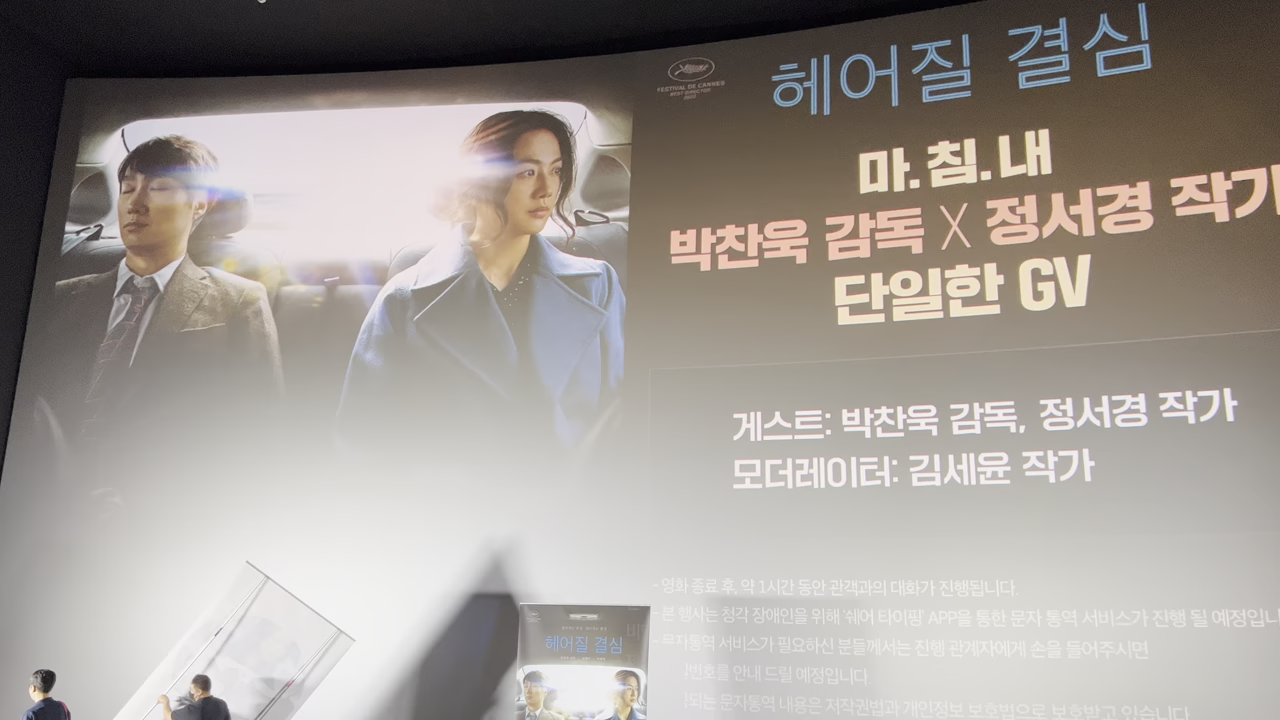 FESTIVAL DE CANNES
BEST DIRECTOR
2022
헤어질 결심
마.침.내
박찬욱 감독 X 정서경 작가
단일한 GV
게스트: 박찬욱 감독, 정서경 작가
모더레이터: 김세윤 작가
- 영화 종료 후, 약 1시간 동안 관객과의 대화가 진행됩니다.
- 본 행사는 청각 장애인을 위해 '쉐어 타이핑' APP을 통한 문자 통역 서비스가 진행 될 예정입니
- 문자통역 서비스가 필요하신 분들께서는 진행 관계자에게 손을 들어주시면
번호를 안내 드릴 예정입니다
되는 문자통역 내용은 저작권법과 개인정보 보호법으로 보호받고 있습니다.
헤어질 결심